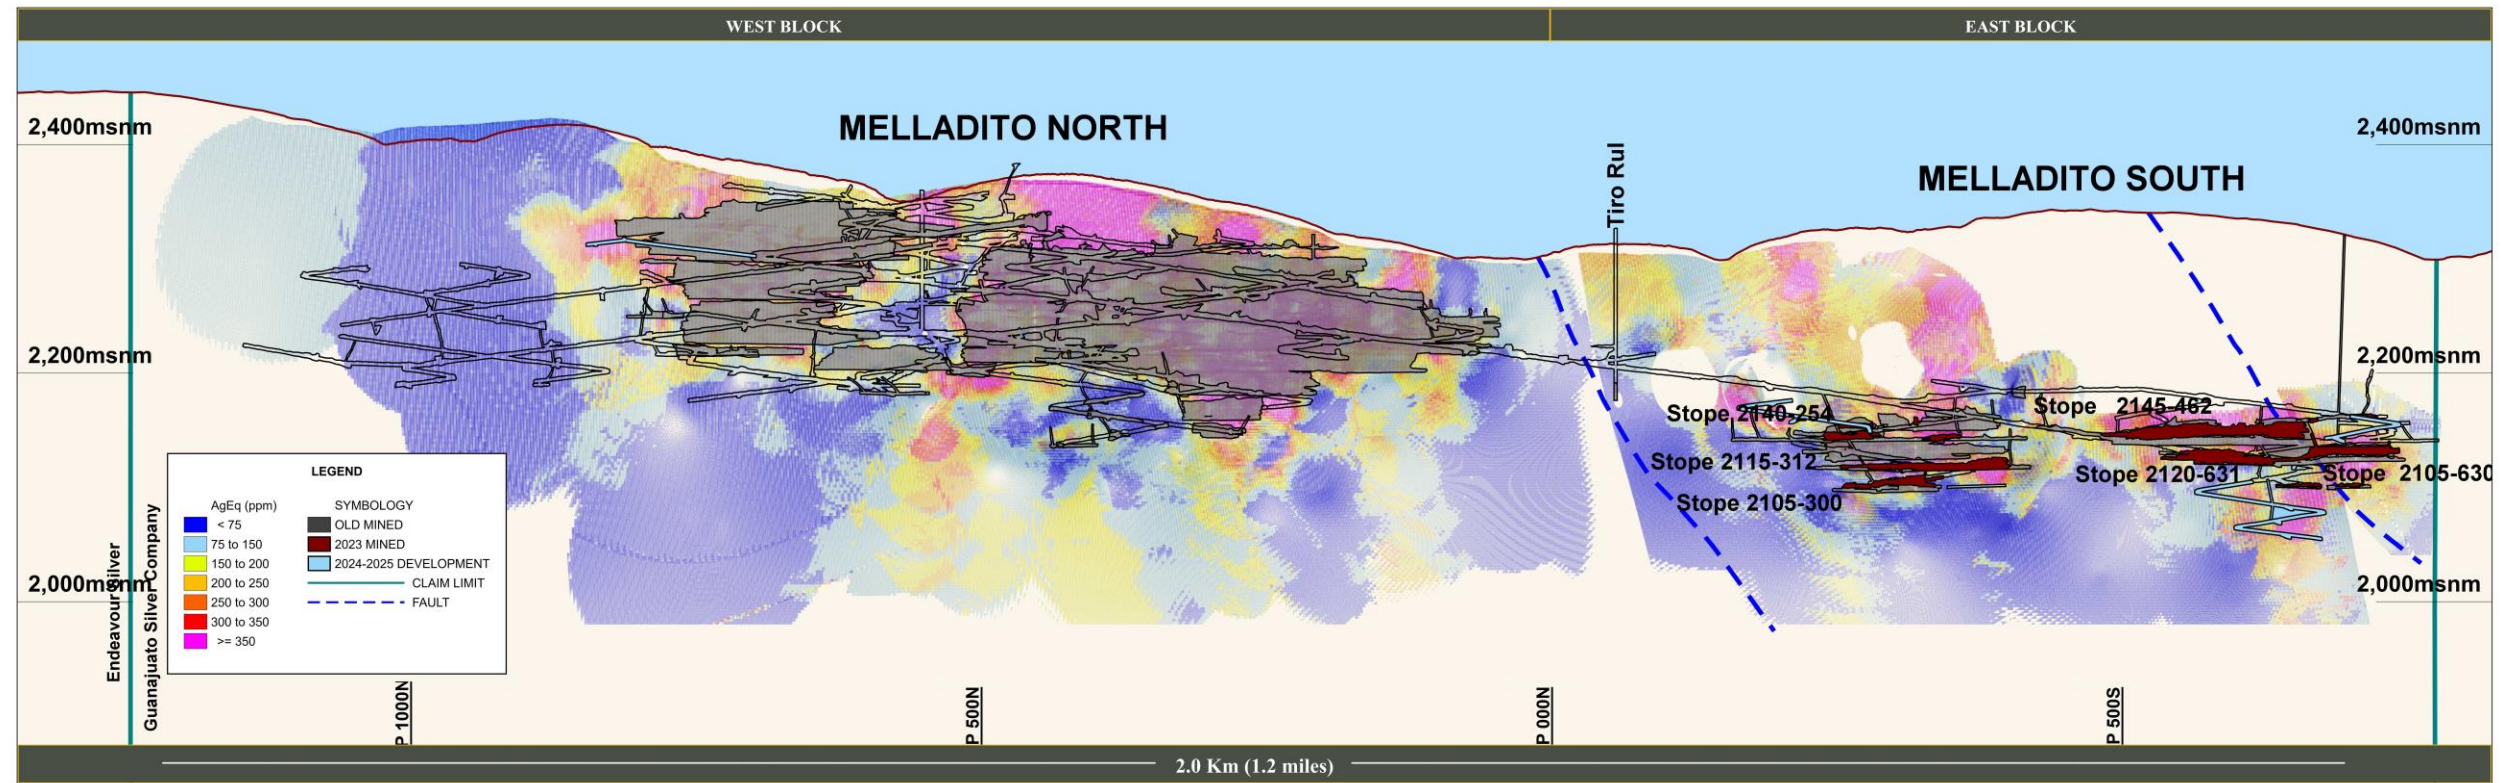 WEST BLOCK
EAST BLOCK
MELLADITO NORTH
MELLADITO SOUTH
Tiro Rul
2,400msnm
2,400msnm
2,200msnm
2,200msnm
2,000msnm
2,000msnm
Stope 2140-254
Stope 2145-462
Stope 2115-312
Stope 2120-631
Stope 2105-630
Stope 2105-300
Endeavour Silver
Guanajuato Silver Company
LEGEND
AgEq (ppm)
< 75
75 to 150
150 to 200
200 to 250
250 to 300
300 to 350
>= 350
SYMBOLOGY
OLD MINED
2023 MINED
2024-2025 DEVELOPMENT
CLAIM LIMIT
FAULT
P 1000N
P 500N
P 000N
P 500S
2.0 Km (1.2 miles)